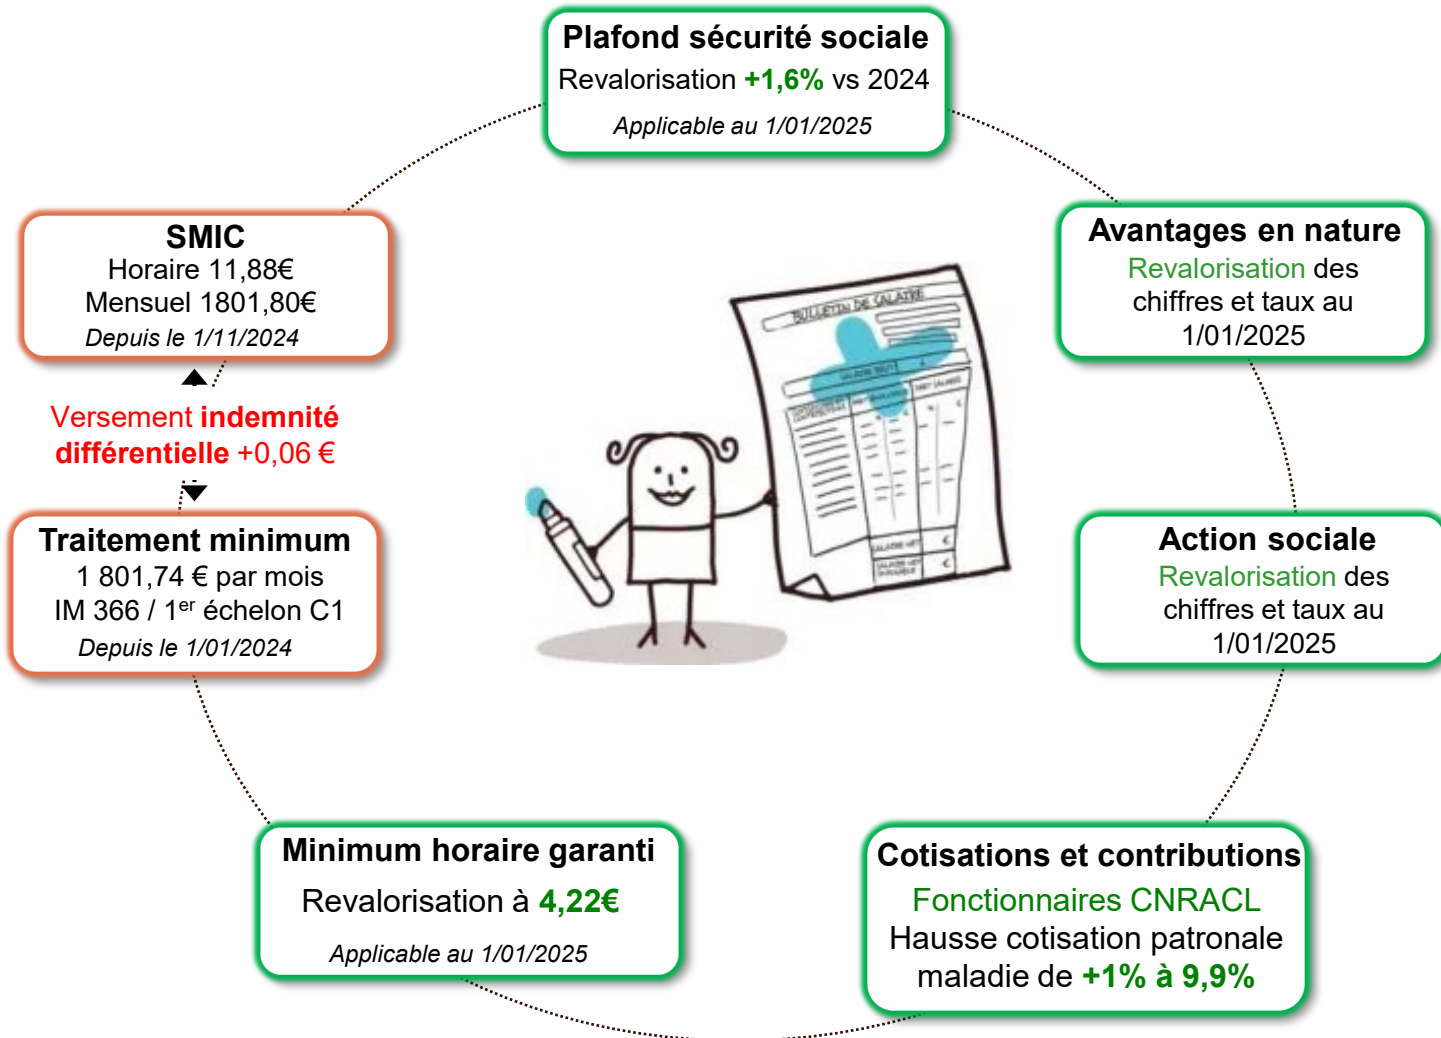 Plafond sécurité sociale
Revalorisation +1,6% vs 2024
Applicable au 1/01/2025
SMIC
Horaire 11,88€
Mensuel 1801,80€
Depuis le 1/11/2024
Avantages en nature
Revalorisation des
chiffres et taux au
1/01/2025
BULLETIN DE SALAIRE
SALAIRE BRUT
SALAIRE NET
€
€
Versement indemnité
différentielle +0,06 €
Traitement minimum
1 801,74 € par mois
IM 366 / 1er échelon C1
Depuis le 1/01/2024
Action sociale
Revalorisation des
chiffres et taux au
1/01/2025
Minimum horaire garanti
Revalorisation à 4,22€
Applicable au 1/01/2025
Cotisations et contributions
Fonctionnaires CNRACL
Hausse cotisation patronale
maladie de +1% à 9,9%